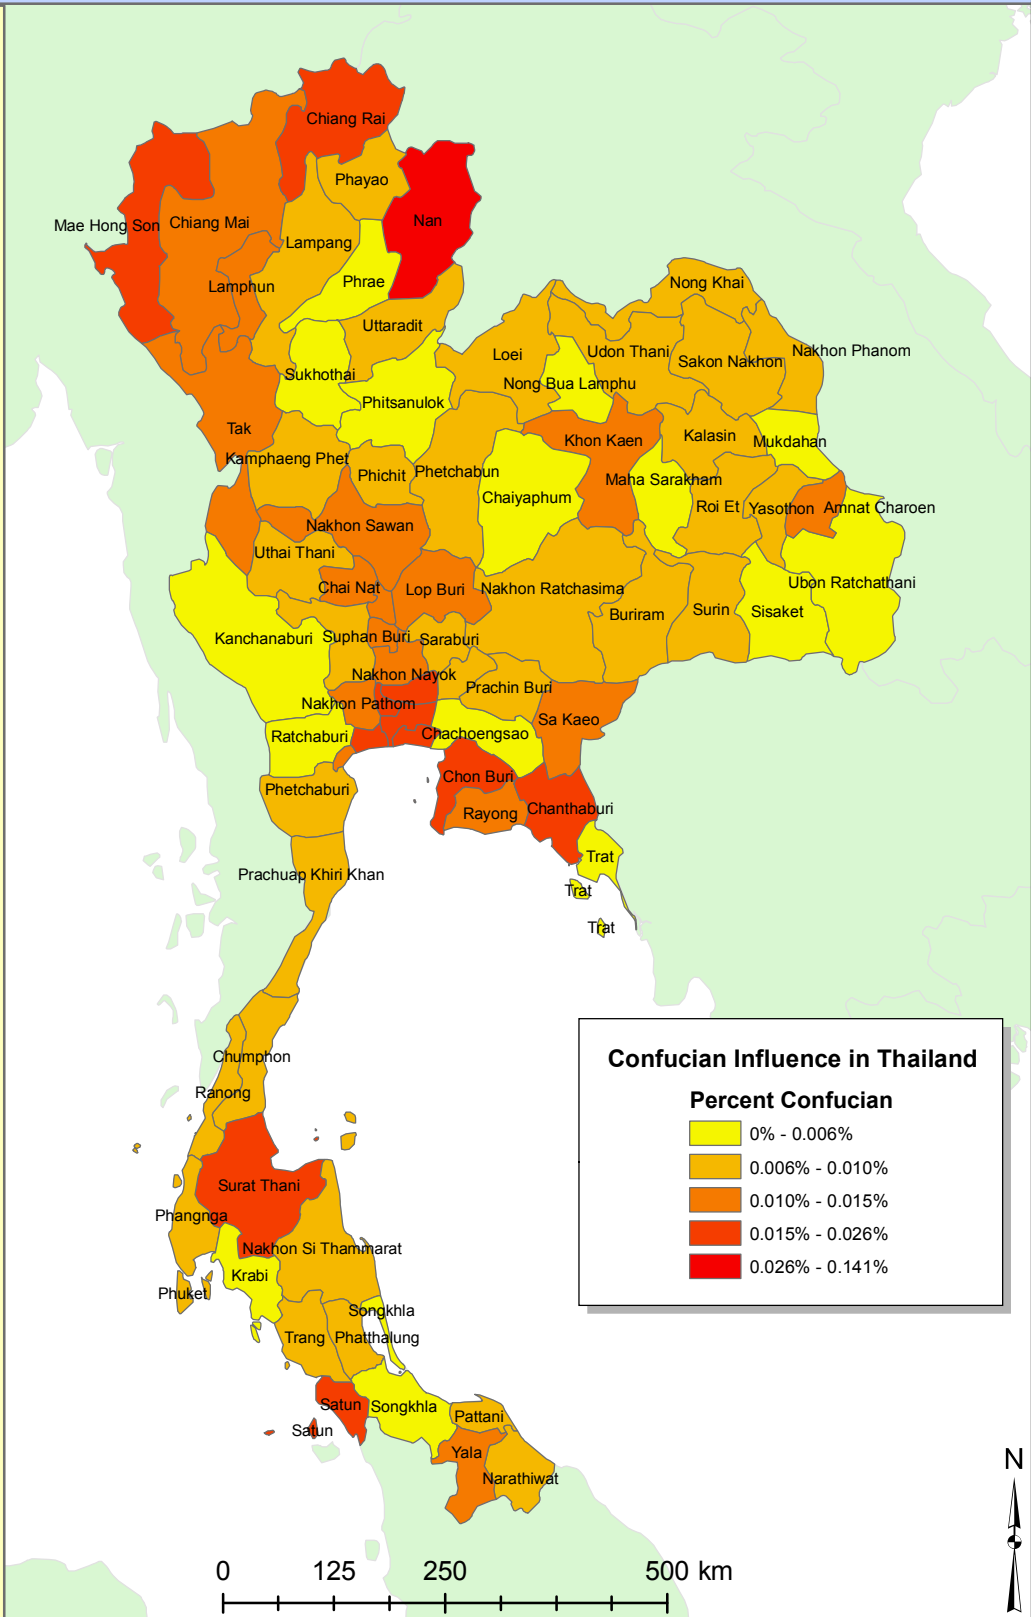 Chiang Rai
Phayao
Nan
Mae Hong Son
Chiang Mai
Lampang
Phrae
Lamphun
Nong Khai
Uttaradit
Nakhon Phanom
Loei
Udon Thani
Sakon Nakhon
Sukhothai
Nong Bua Lamphu
Phitsanulok
Tak
Khon Kaen
Kalasin
Mukdahan
Kamphaeng Phet
Phichit
Phetchabun
Maha Sarakham
Chaiyaphum
Roi Et
Yasothon
Amnat Charoen
Nakhon Sawan
Uthai Thani
Chai Nat
Lop Buri
Nakhon Ratchasima
Ubon Ratchathani
Buriram
Surin
Sisaket
Kanchanaburi
Suphan Buri
Saraburi
Nakhon Nayok
Prachin Buri
Nakhon Pathom
Sa Kaeo
Ratchaburi
Chachoengsao
Chon Buri
Phetchaburi
Rayong
Chanthaburi
Trat
Prachuap Khiri Khan
Trat
Trat
Chumphon
Ranong
Confucian Influence in Thailand
Percent Confucian
0% - 0.006%
0.006% - 0.010%
0.010% - 0.015%
0.015% - 0.026%
0.026% - 0.141%
Surat Thani
Phangnga
Nakhon Si Thammarat
Krabi
Phuket
Songkhla
Trang
Phatthalung
Satun
Songkhla
Pattani
Satun
Yala
Narathiwat
N
0 125 250 500 km